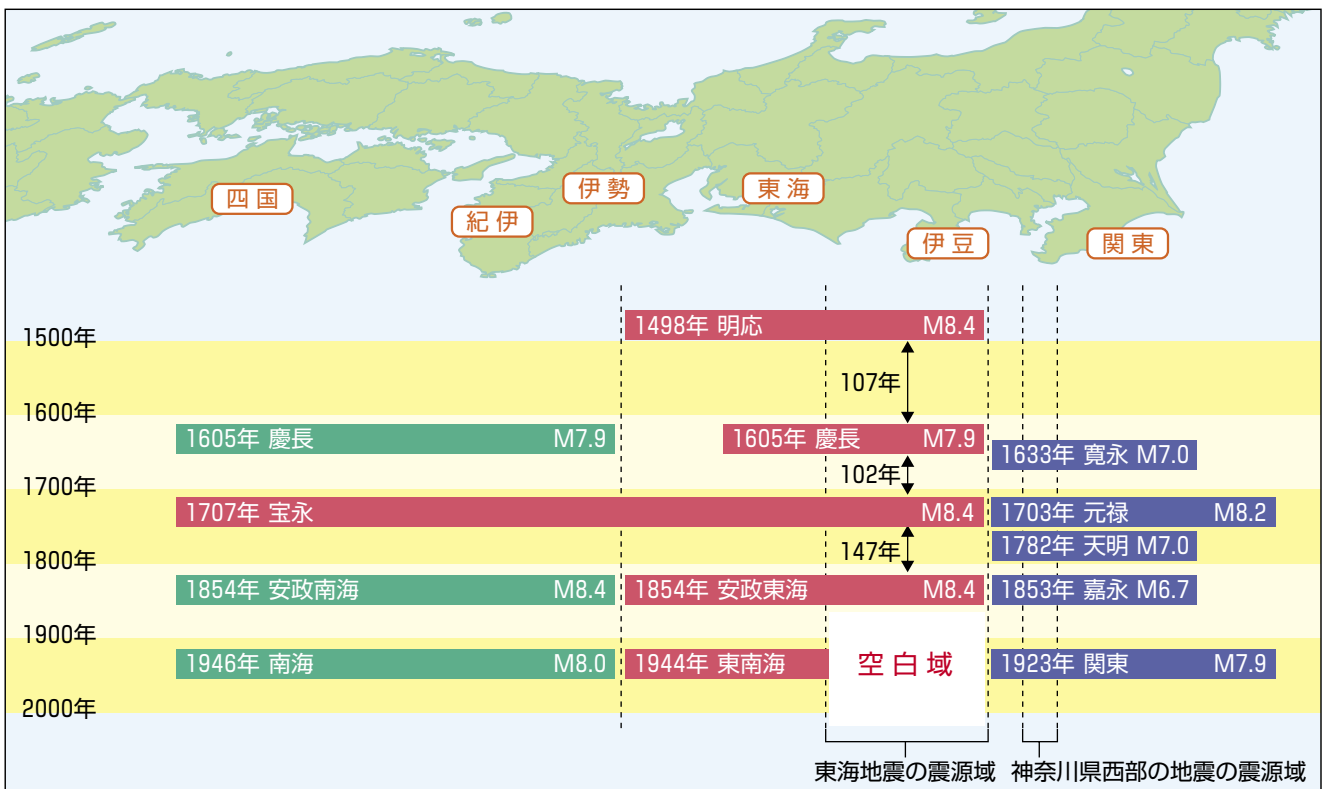 四国
紀伊
伊勢
東海
伊豆
関東
1500年
1498年 明応 M8.4
107年
1600年
1605年 慶長 M7.9
1605年 慶長 M7.9
1633年 寛永 M7.0
102年
1700年
1707年 宝永 M8.4
1703年 元禄 M8.2
147年
1782年 天明 M7.0
1800年
1854年 安政南海 M8.4
1854年 安政東海 M8.4
1853年 嘉永 M6.7
1900年
1946年 南海 M8.0
1944年 東南海
空白域
1923年 関東 M7.9
2000年
東海地震の震源域
神奈川県西部の地震の震源域